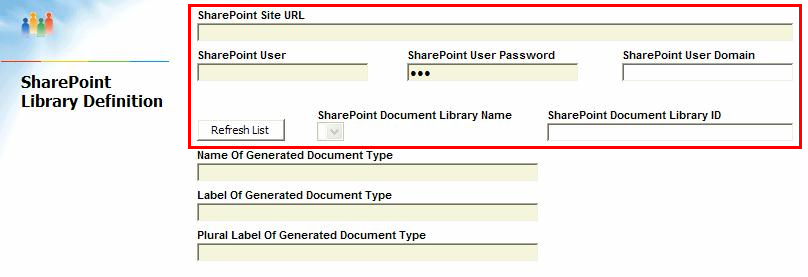 SharePoint
Library Definition
SharePoint Site URL
SharePoint User SharePoint User Password SharePoint User Domain
•••
SharePoint Document Library Name SharePoint Document Library ID
Refresh List
Name Of Generated Document Type
Label Of Generated Document Type
Plural Label Of Generated Document Type